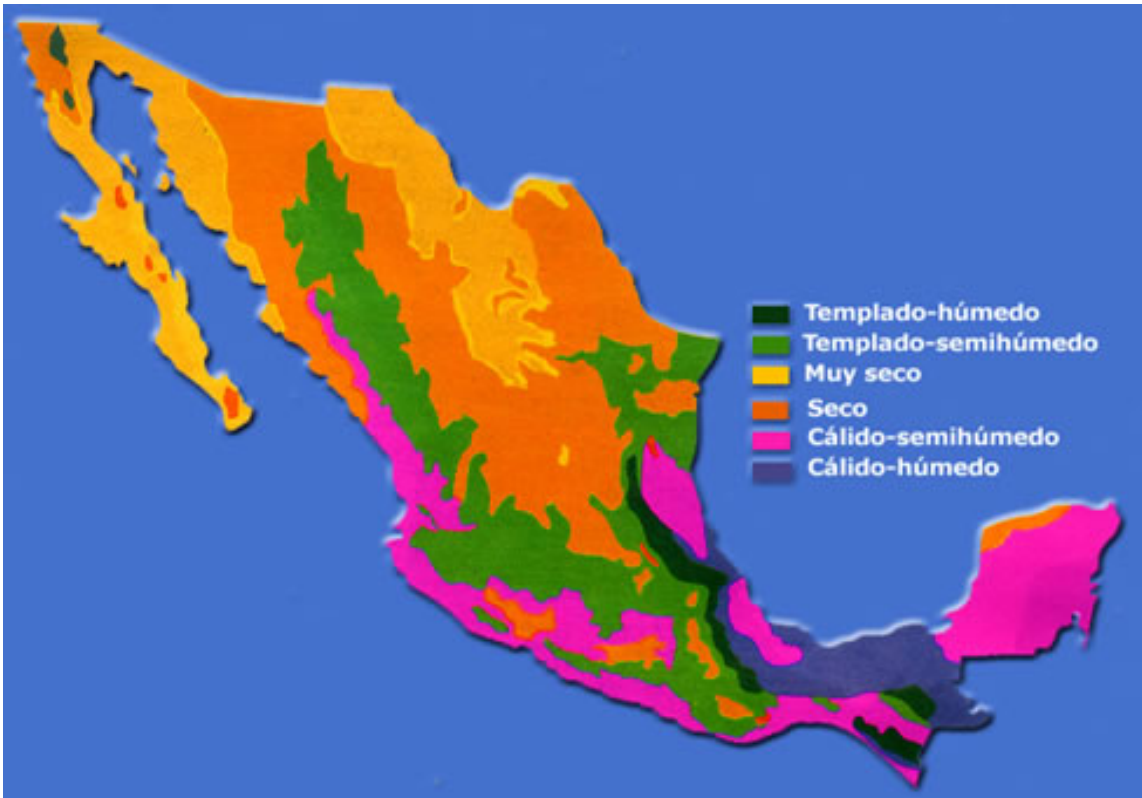 Templado-húmedo
Templado-semihúmedo
Muy seco
Seco
Cálido-semihúmedo
Cálido-húmedo